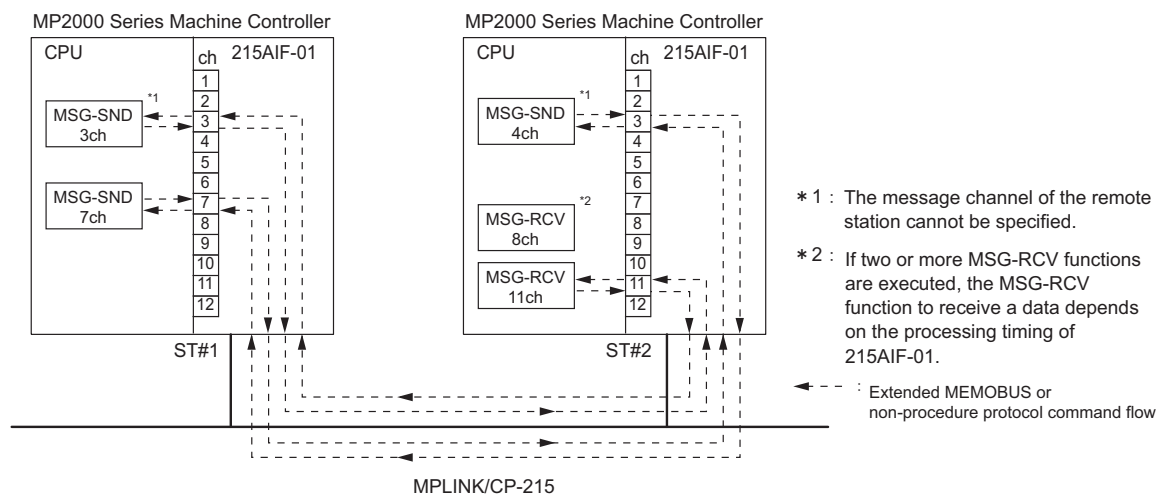 MP2000 Series Machine Controller
CPU
ch
215AIF-01
1
2
3
4
5
6
7
8
9
10
11
12
MSG-SND
3ch
*1
MSG-SND
7ch
ST#1
MP2000 Series Machine Controller
CPU
ch
215AIF-01
1
2
3
4
5
6
7
8
9
10
11
12
MSG-SND
4ch
*1
MSG-RCV
8ch
*2
MSG-RCV
11ch
ST#2
*1 : The message channel of the remote
station cannot be specified.
*2 : If two or more MSG-RCV functions
are executed, the MSG-RCV
function to receive a data depends
on the processing timing of
215AIF-01.
: Extended MEMOBUS or
non-procedure protocol command flow
MPLINK/CP-215